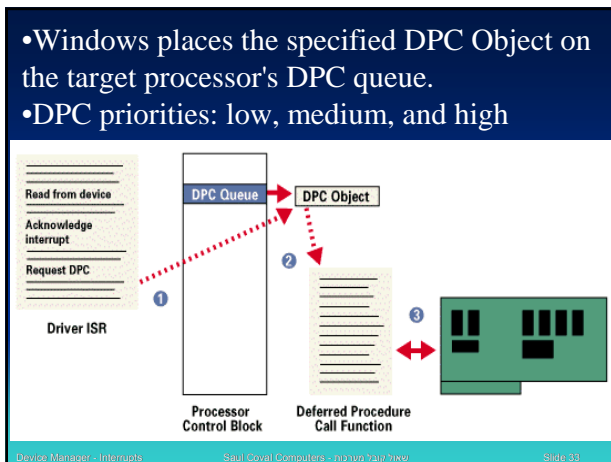 •Windows places the specified DPC Object on
the target processor's DPC queue.
•DPC priorities: low, medium, and high
Read from device
Acknowledge
interrupt
Request DPC
Driver ISR
DPC Queue
DPC Object
1
2
3
Processor
Control Block
Deferred Procedure
Call Function
Device Manager - Interrupts
Saul Coval Computers - שאול קובל מערכות
Slide 33